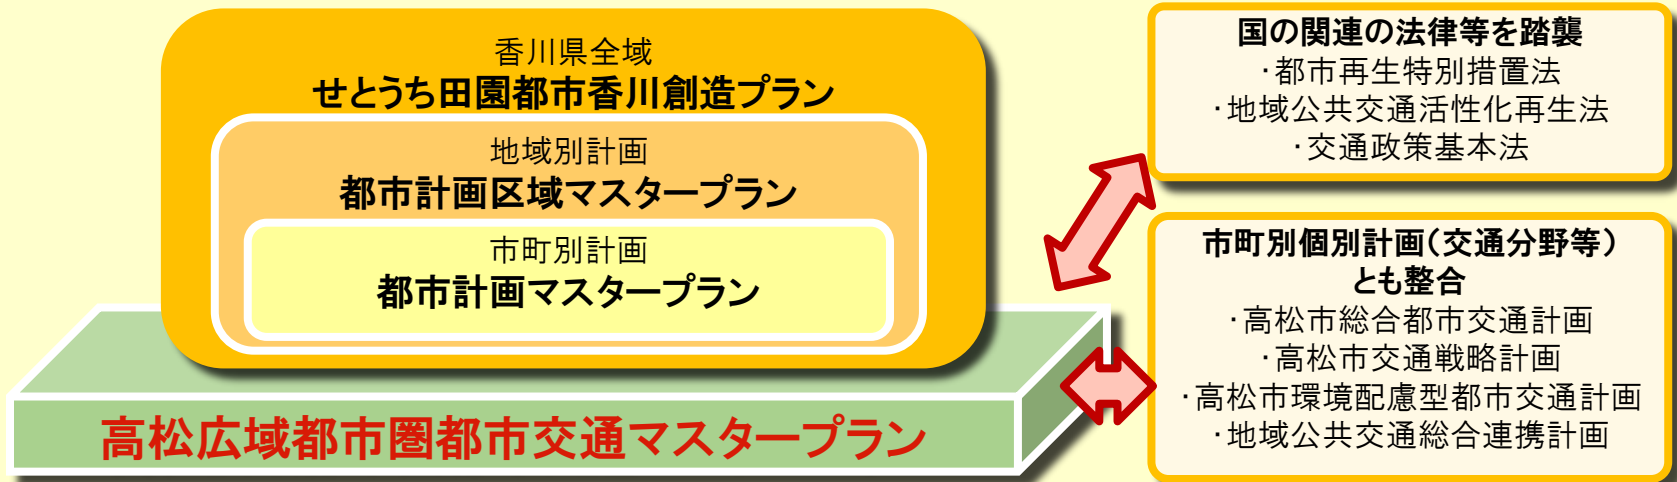 香川県全域
せとうち田園都市香川創造プラン
地域別計画
都市計画区域マスタープラン
市町別計画
都市計画マスタープラン
高松広域都市圏都市交通マスタープラン
国の関連の法律等を踏襲
・都市再生特別措置法
・地域公共交通活性化再生法
・交通政策基本法
市町別個別計画(交通分野等)
とも整合
・高松市総合都市交通計画
・高松市交通戦略計画
・高松市環境配慮型都市交通計画
・地域公共交通総合連携計画